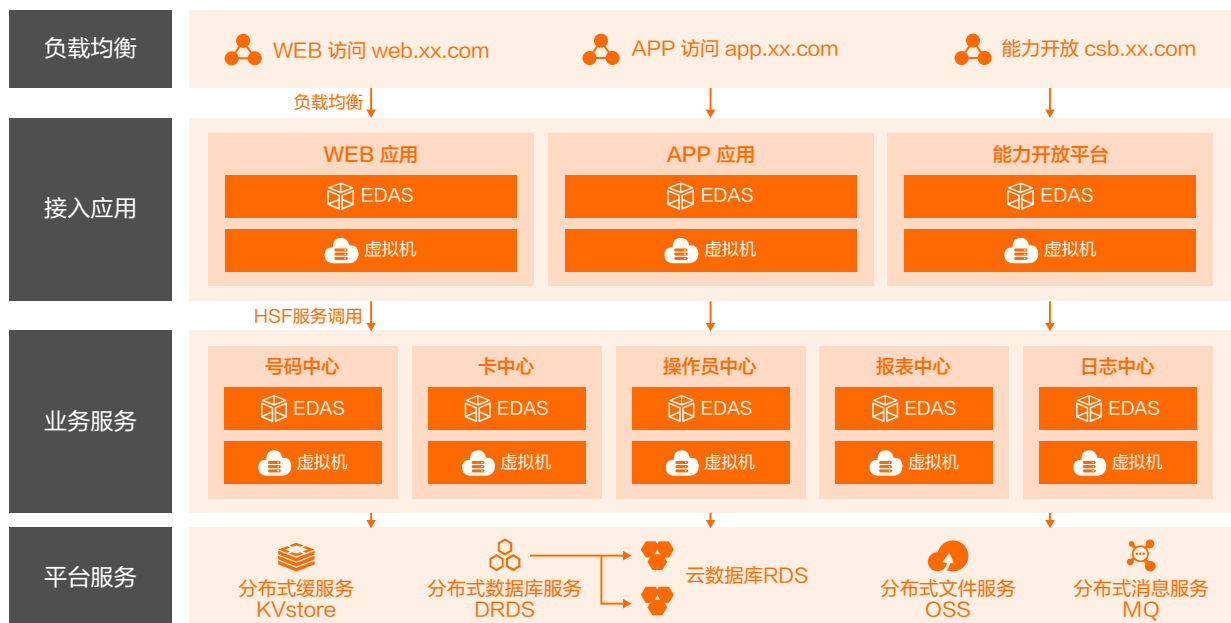 负载均衡
WEB 访问 web.xx.com
APP 访问 app.xx.com
能力开放 csb.xx.com
负载均衡
接入应用
WEB 应用
EDAS
虚拟机
APP 应用
EDAS
虚拟机
能力开放平台
EDAS
虚拟机
HSF服务调用
业务服务
号码中心
EDAS
虚拟机
卡中心
EDAS
虚拟机
操作员中心
EDAS
虚拟机
报表中心
EDAS
虚拟机
日志中心
EDAS
虚拟机
平台服务
分布式缓服务
KVstore
分布式数据库服务
DRDS
云数据库RDS
分布式文件服务
OSS
分布式消息服务
MQ